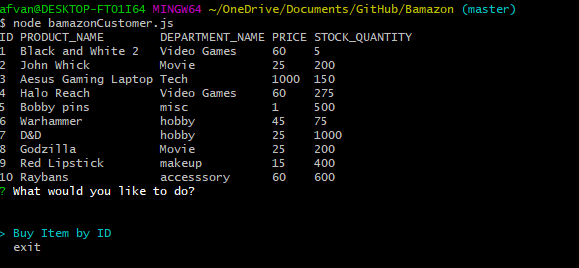 afvan@DESKTOP-FTO1I64 MINGW64 ~/OneDrive/Documents/GitHub/Bamazon (master)
$ node bamazonCustomer.js
ID PRODUCT_NAME DEPARTMENT_NAME PRICE STOCK_QUANTITY
1 Black and White 2 Video Games 60 5
2 John Whick Movie 25 200
3 Aesus Gaming Laptop Tech 1000 150
4 Halo Reach Video Games 60 275
5 Bobby pins misc 1 500
6 Warhammer hobby 45 75
7 D&D hobby 25 1000
8 Godzilla Movie 25 200
9 Red Lipstick makeup 15 400
10 Raybans accesssory 60 600
? What would you like to do?
> Buy Item by ID
exit